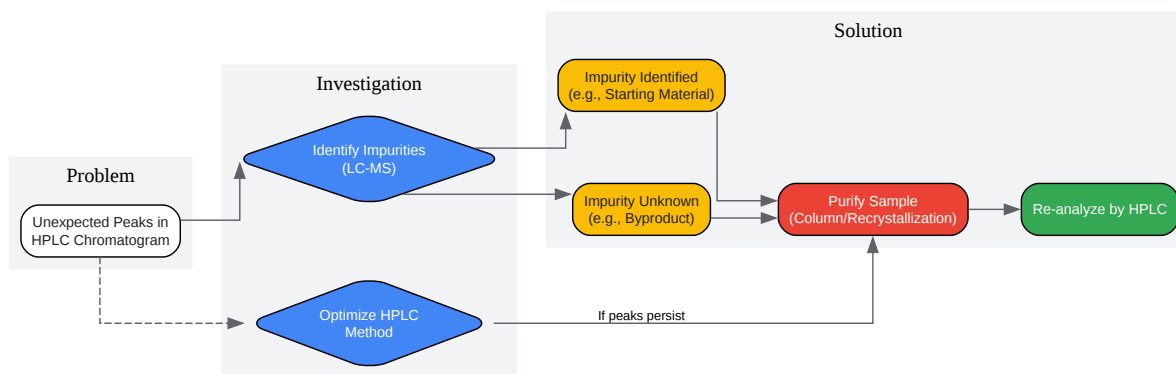 Problem
Unexpected Peaks in
HPLC Chromatogram
Investigation
Identify Impurities
(LC-MS)
Optimize HPLC
Method
Solution
Impurity Identified
(e.g., Starting Material)
Impurity Unknown
(e.g., Byproduct)
If peaks persist
Purify Sample
(Column/Recrystallization)
Re-analyze by HPLC